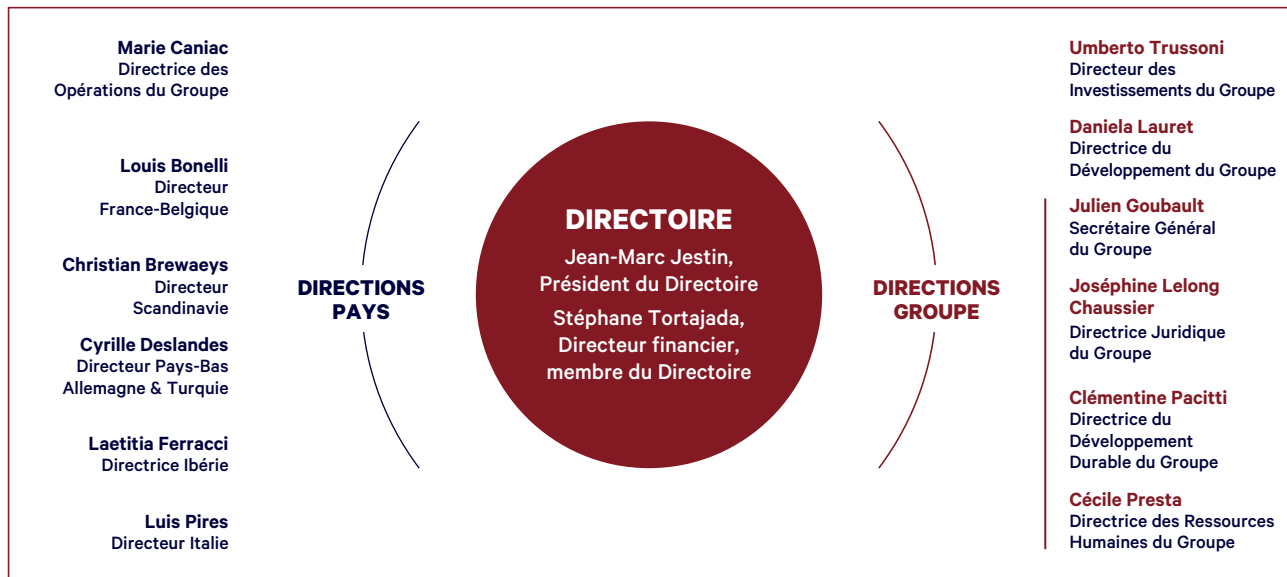 Marie Caniac
Directrice des
Opérations du Groupe
Louis Bonelli
Directeur
France-Belgique
Christian Brewaeys
Directeur
Scandinavie
Cyrille Deslandes
Directeur Pays-Bas
Allemagne & Turquie
Laetitia Ferracci
Directrice Ibérie
Luis Pires
Directeur Italie
DIRECTIONS
PAYS
DIRECTOIRE
Jean-Marc Jestin,
Président du Directoire
Stéphane Tortajada,
Directeur financier,
membre du Directoire
DIRECTIONS
GROUPE
Umberto Trussoni
Directeur des
Investissements du Groupe
Daniela Lauret
Directrice du
Développement du Groupe
Julien Goubault
Secrétaire Général
du Groupe
Joséphine Lelong
Chaussier
Directrice Juridique
du Groupe
Clémentine Pacitti
Directrice du
Développement
Durable du Groupe
Cécile Presta
Directrice des Ressources
Humaines du Groupe